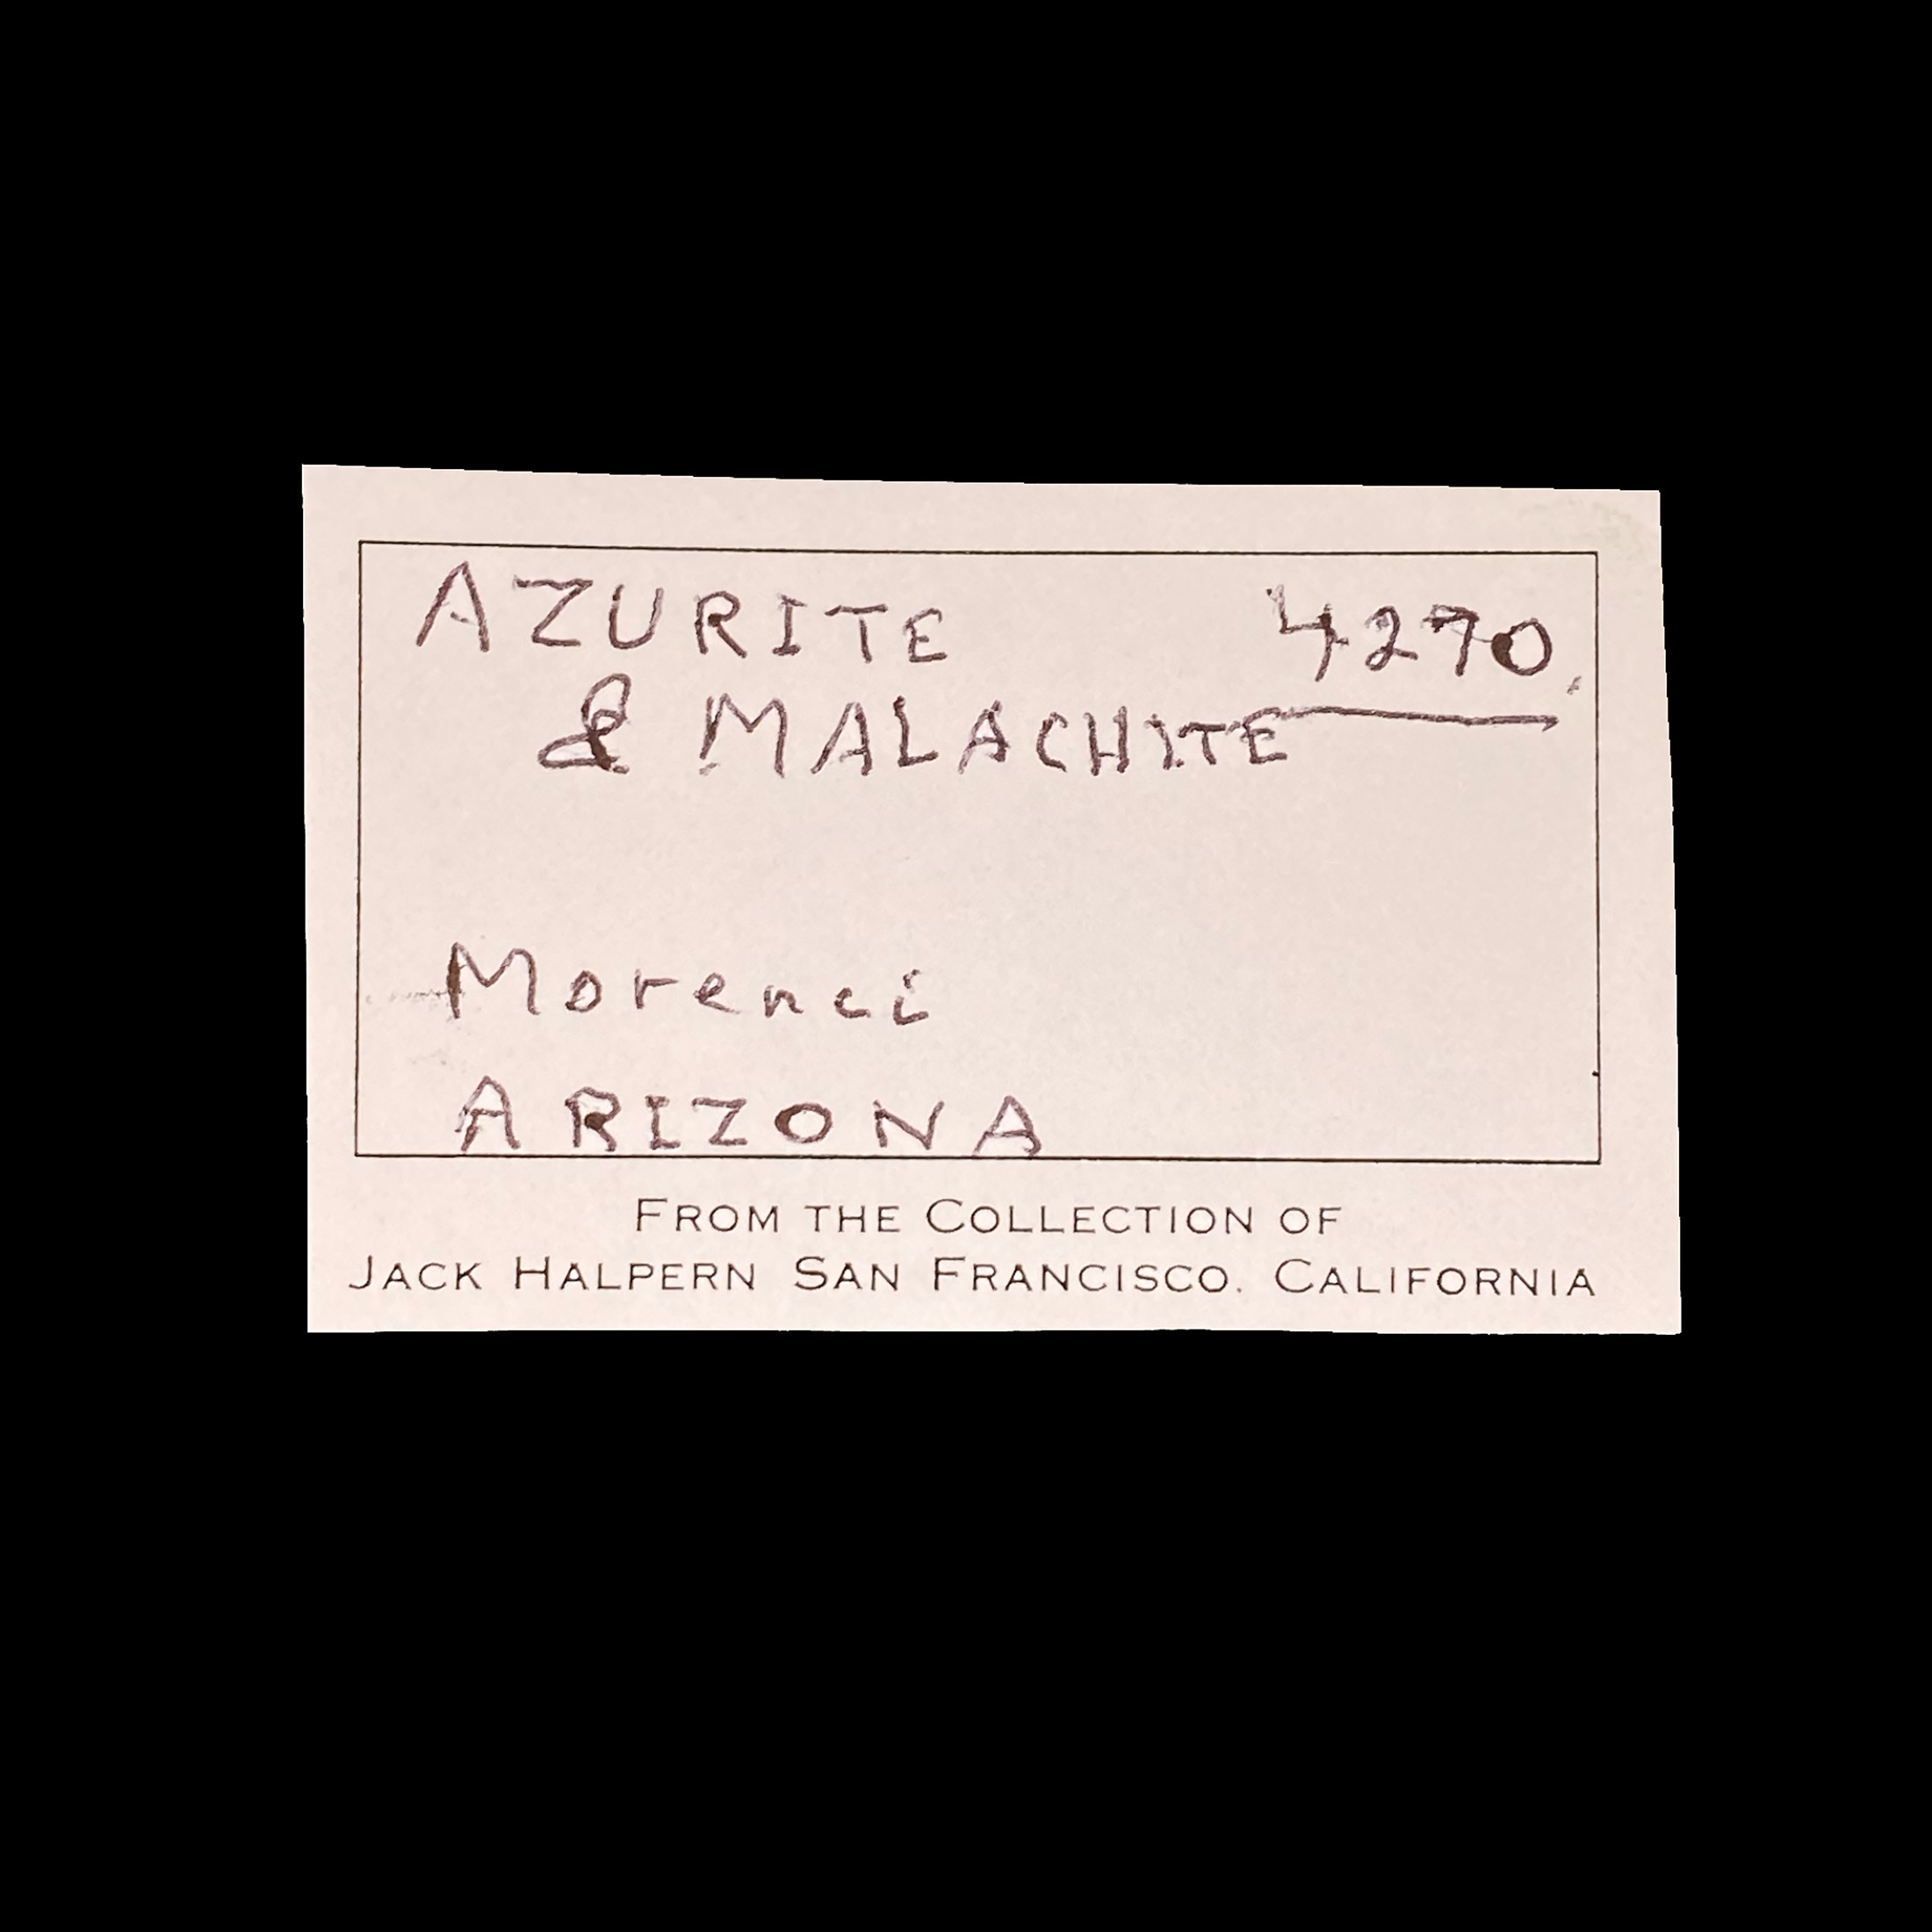 AZURITE 4270.
& MALACHITE
Morenci
ARIZONA
FROM THE COLLECTION OF
JACK HALPERN SAN FRANCISCO. CALIFORNIA